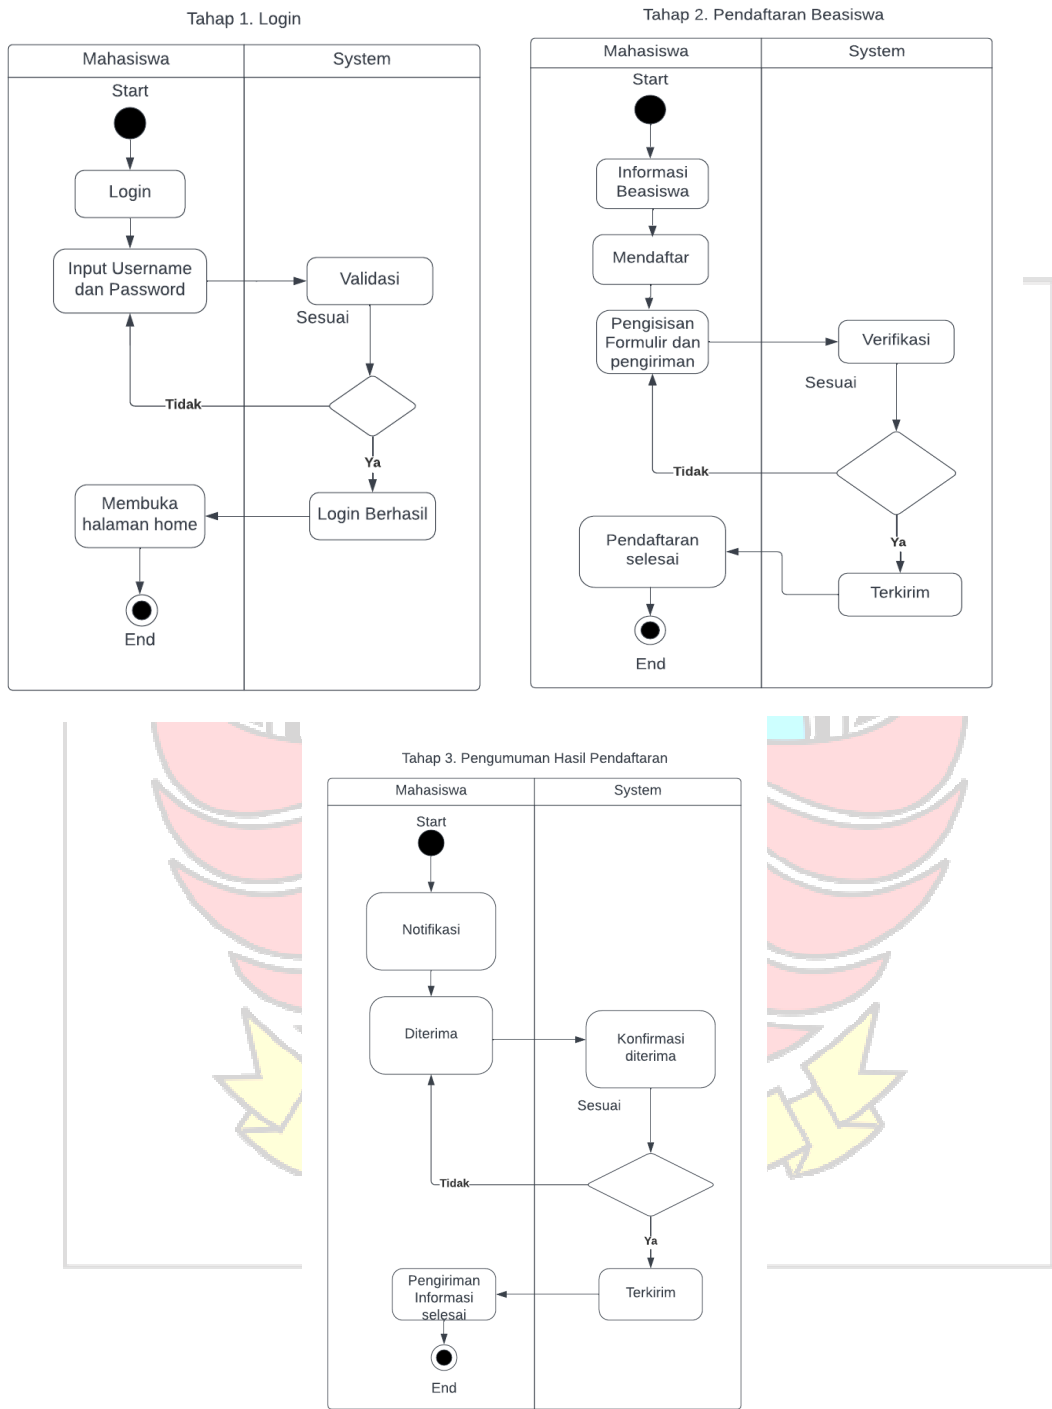 Tahap 1. Login
Mahasiswa
System
Start
Login
Input Username
dan Password
Validasi
Sesuai
Tidak
Ya
Login Berhasil
Membuka
halaman home
End
Tahap 2. Pendaftaran Beasiswa
Mahasiswa
System
Start
Informasi
Beasiswa
Mendaftar
Pengisisan
Formulir dan
pengiriman
Verifikasi
Sesuai
Tidak
Ya
Terkirim
Pendaftaran
selesai
End
Tahap 3. Pengumuman Hasil Pendaftaran
Mahasiswa
System
Start
Notifikasi
Diterima
Konfirmasi
diterima
Sesuai
Tidak
Ya
Terkirim
Pengiriman
Informasi
selesai
End